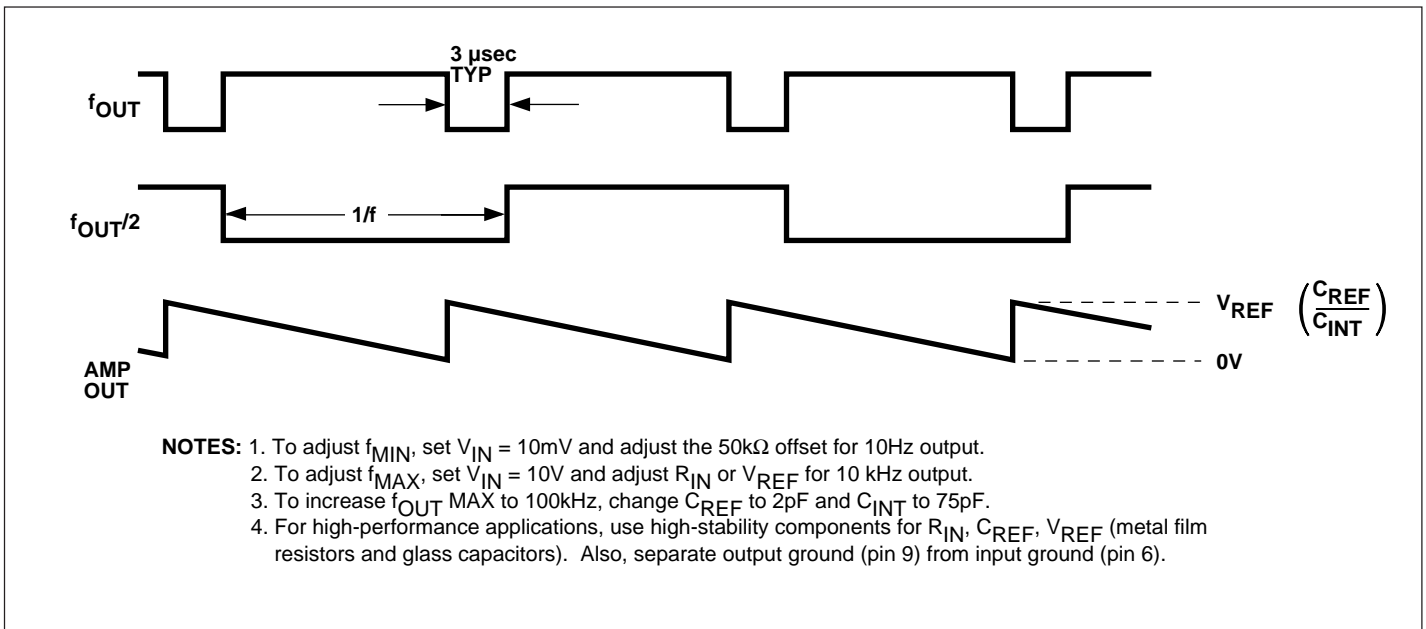 3 µsec
TYP
fOUT
1/f
fOUT/2
VREF (CREF/CINT)
0V
AMP
OUT
NOTES: 1. To adjust fMIN, set VIN = 10mV and adjust the 50kΩ offset for 10Hz output.
2. To adjust fMAX, set VIN = 10V and adjust RIN or VREF for 10 kHz output.
3. To increase fOUT MAX to 100kHz, change CREF to 2pF and CINT to 75pF.
4. For high-performance applications, use high-stability components for RIN, CREF, VREF (metal film
resistors and glass capacitors). Also, separate output ground (pin 9) from input ground (pin 6).